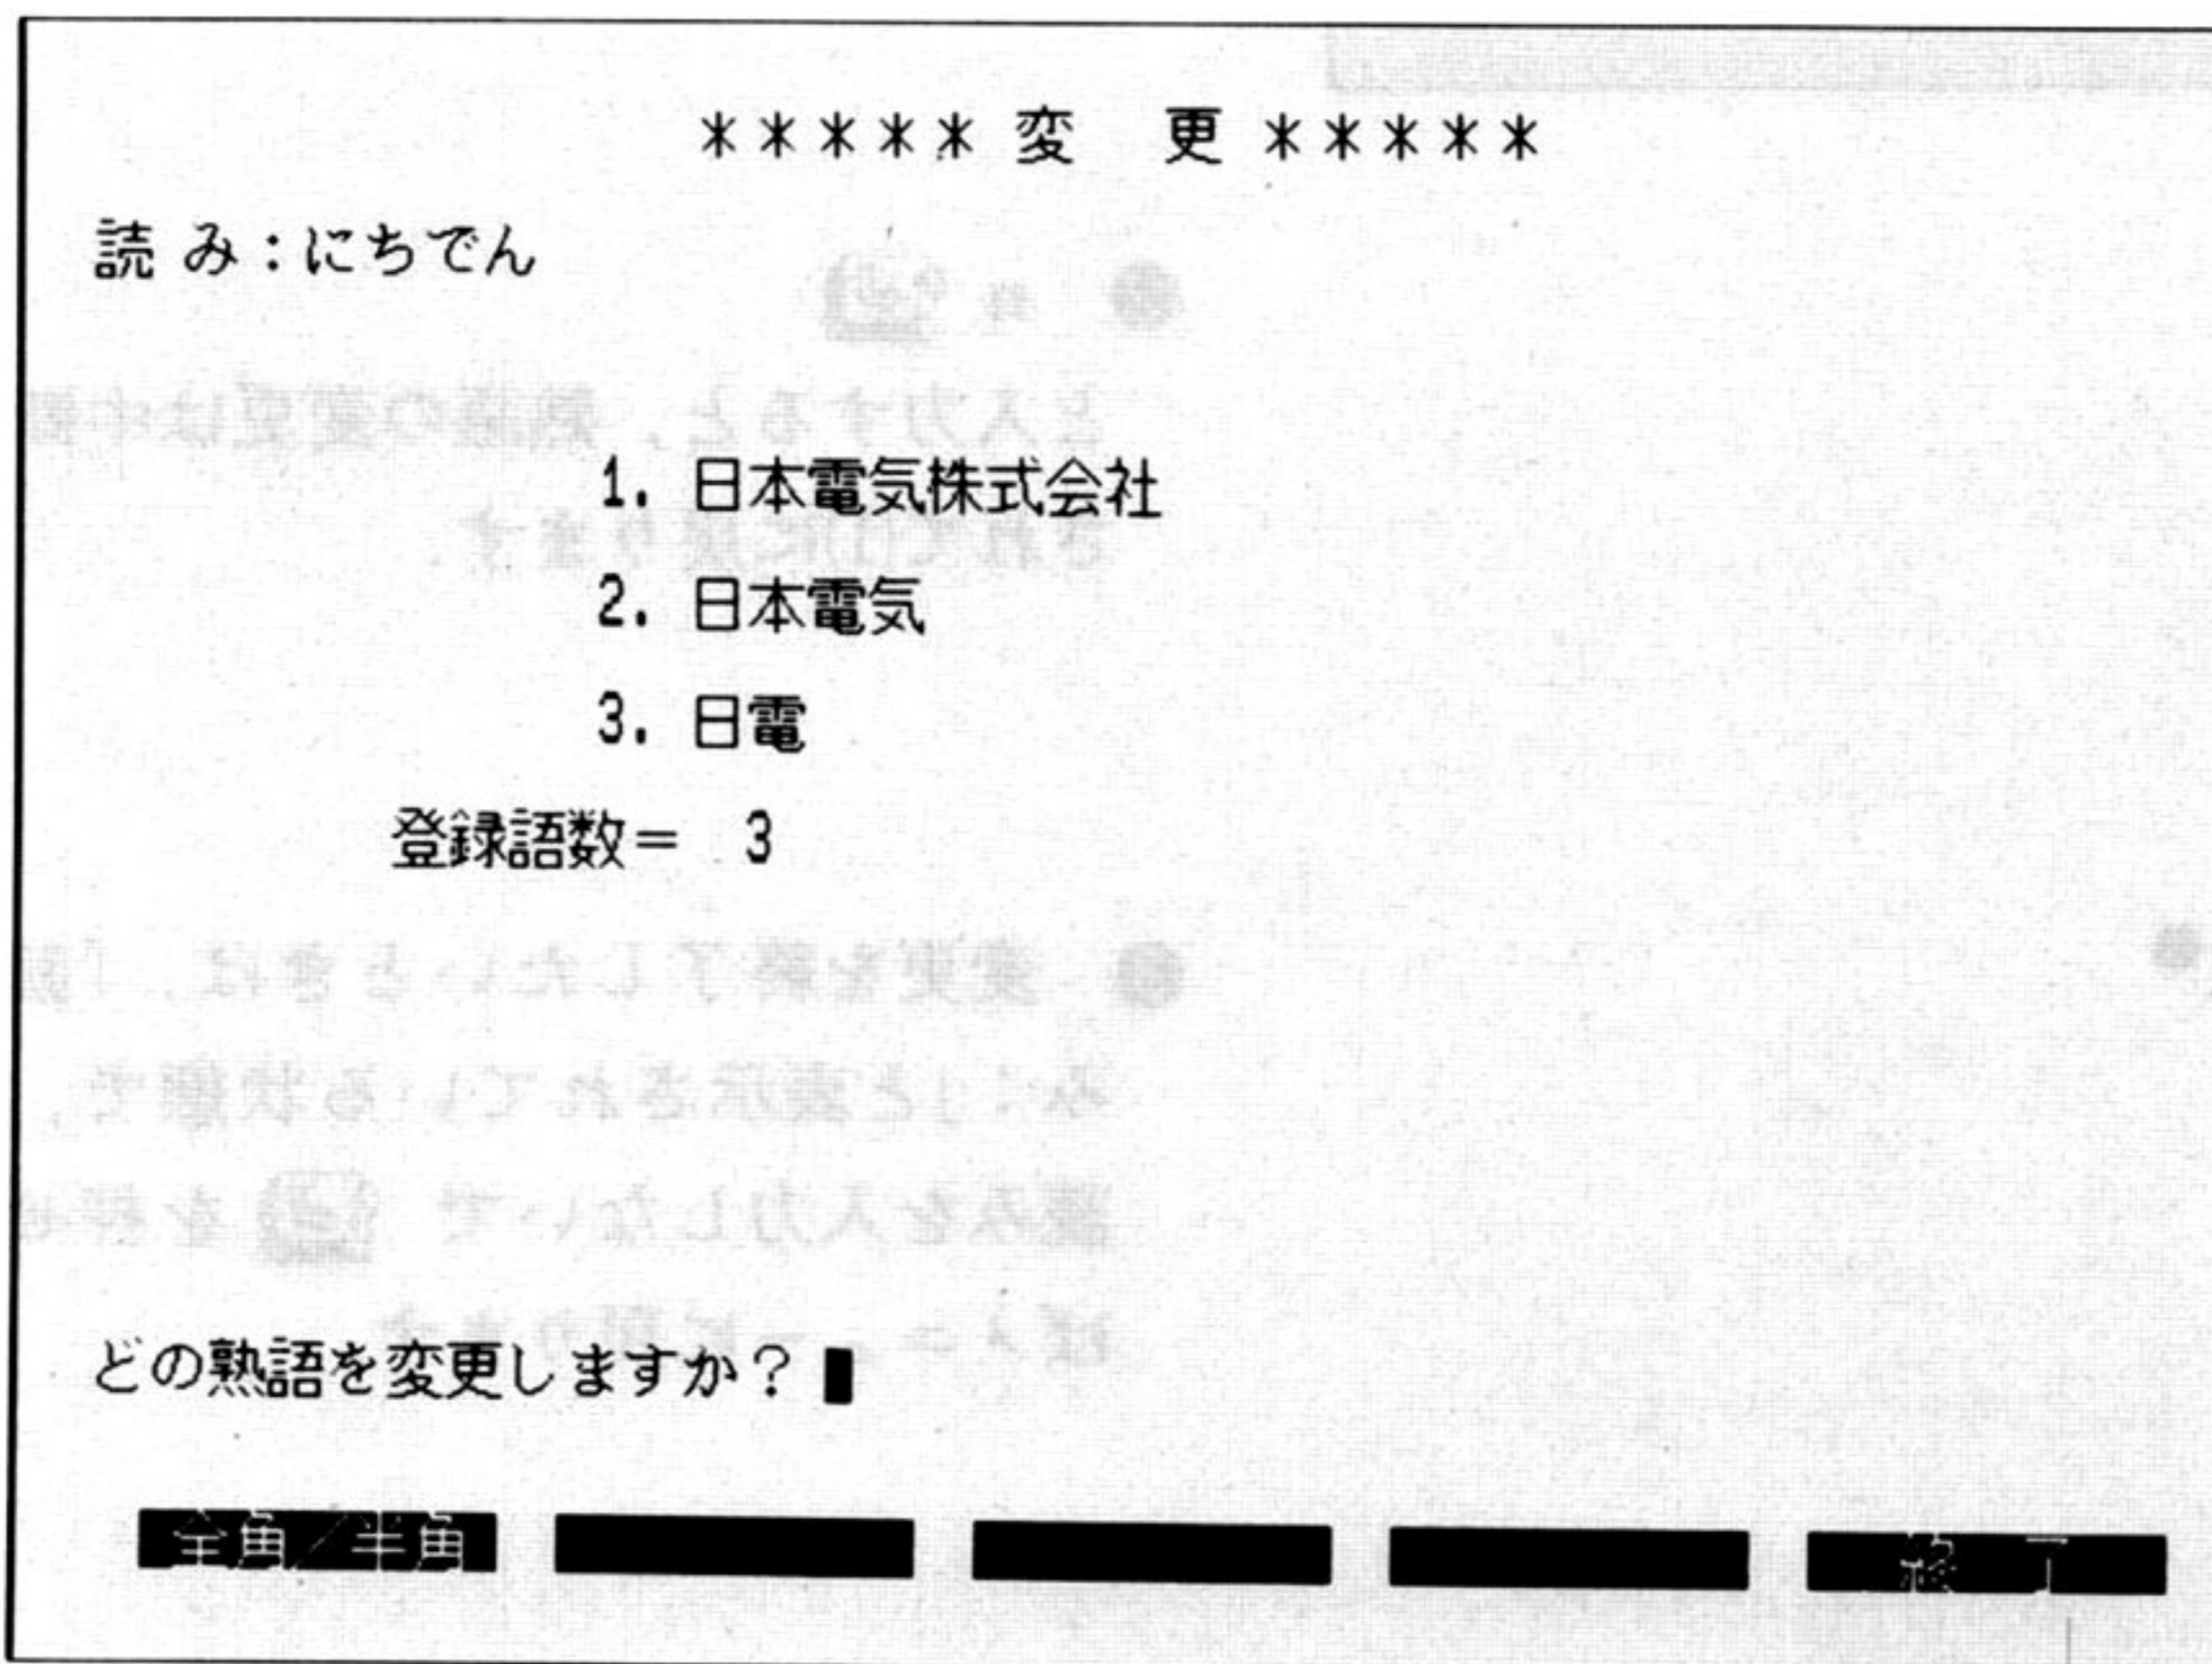 ***** 変　更 *****
読 み：にちでん
1. 日本電気株式会社
2. 日本電気
3. 日電
登録語数＝　3
どの熟語を変更しますか？
全角／半角
終　了